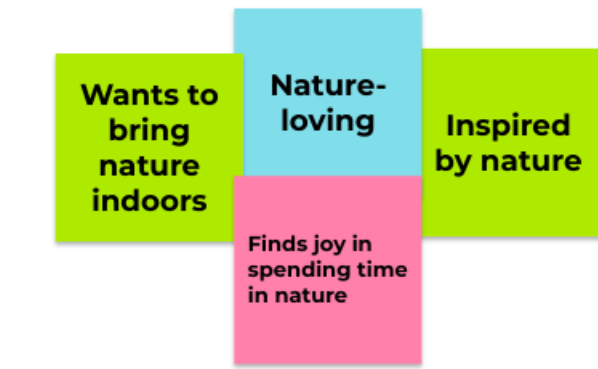 Wants to
bring
nature
indoors
Nature-
loving
Inspired
by nature
Finds joy in
spending time
in nature